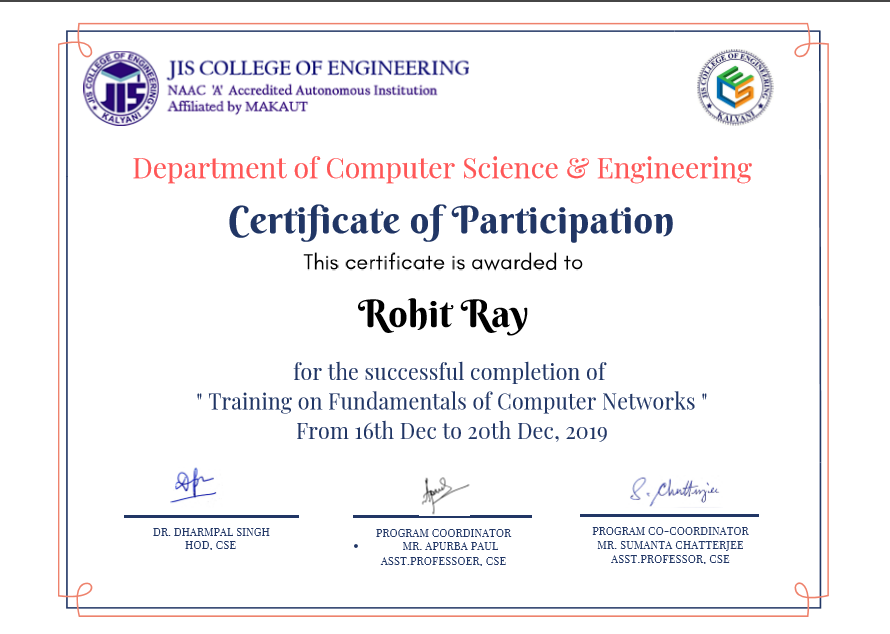 JIS COLLEGE OF ENGINEERING
JIS
KALYANI
JIS COLLEGE OF ENGINEERING
NAAC 'A' Accredited Autonomous Institution
Affiliated by MAKAUT
JIS COLLEGE OF ENGINEERING
KALYANI
Department of Computer Science & Engineering
Certificate of Participation
This certificate is awarded to
Rohit Ray
for the successful completion of
" Training on Fundamentals of Computer Networks "
From 16th Dec to 20th Dec, 2019
S. Chatterjee
DR. DHARMPAL SINGH
HOD, CSE
PROGRAM COORDINATOR
• MR. APURBA PAUL
ASST.PROFESSOER, CSE
PROGRAM CO-COORDINATOR
MR. SUMANTA CHATTERJEE
ASST.PROFESSOR, CSE